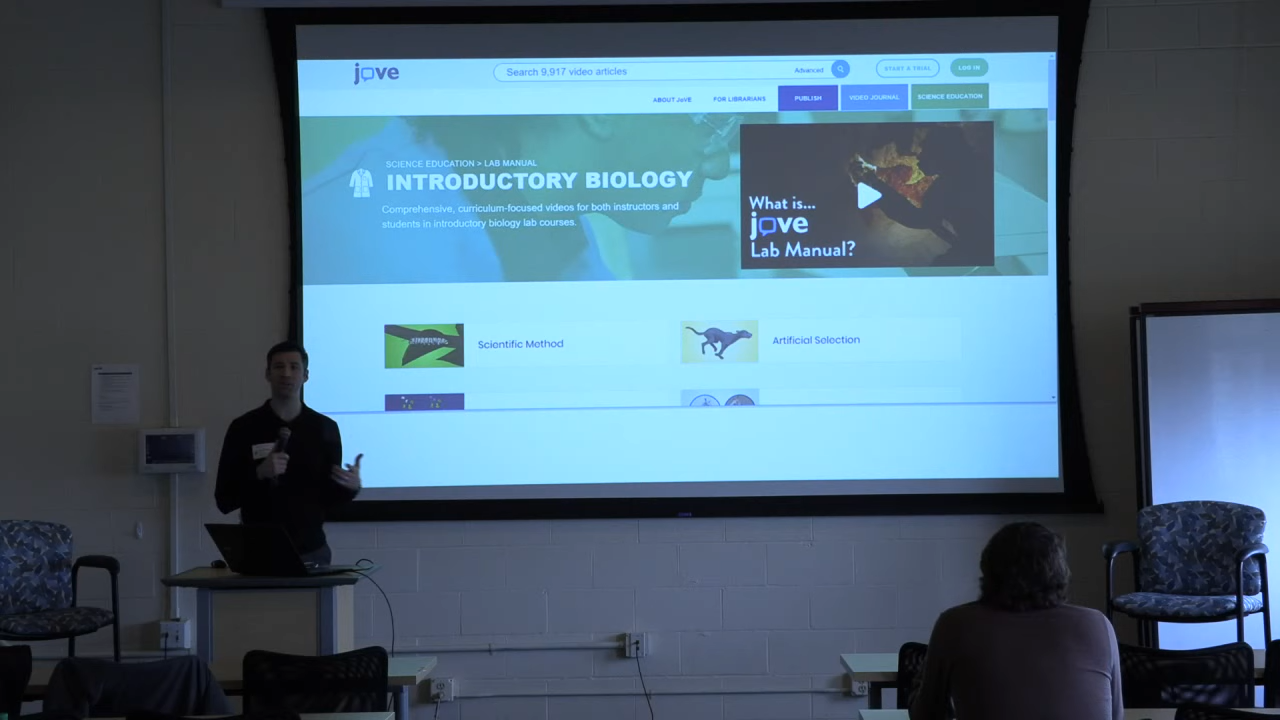 jove
Search 9,917 video articles
Advanced
START A TRIAL
LOG IN
ABOUT JoVE
FOR LIBRARIANS
PUBLISH
VIDEO JOURNAL
SCIENCE EDUCATION
SCIENCE EDUCATION > LAB MANUAL
INTRODUCTORY BIOLOGY
Comprehensive, curriculum-focused videos for both instructors and
students in introductory biology lab courses.
What is...
jove
Lab Manual?
Scientific Method
Artificial Selection